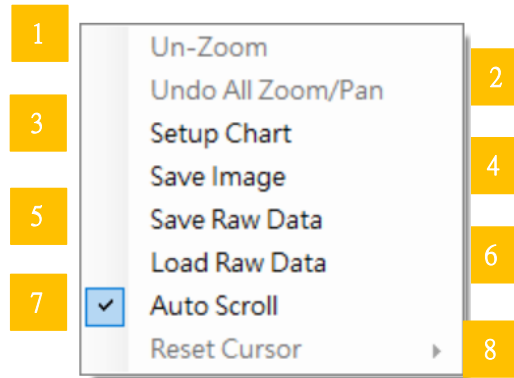 1
Un-Zoom
2
Undo All Zoom/Pan
3
Setup Chart
4
Save Image
5
Save Raw Data
6
Load Raw Data
7
Auto Scroll
8
Reset Cursor